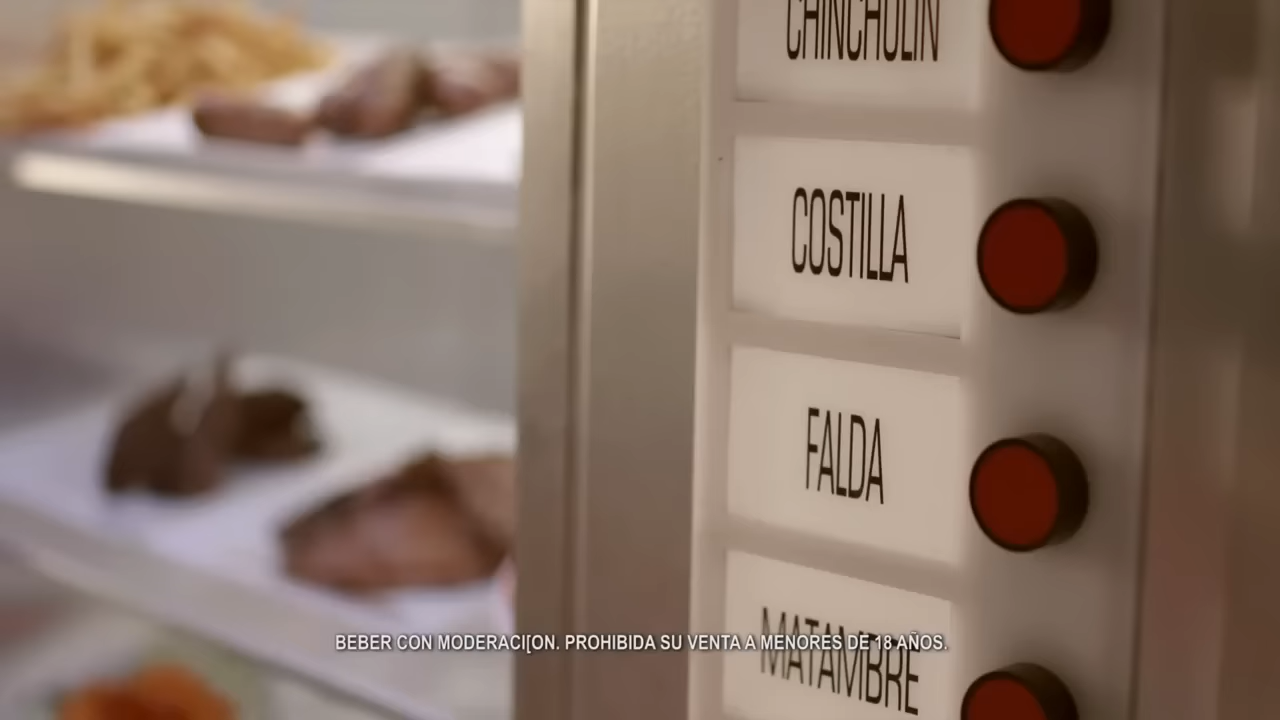 CHINCHULIN
COSTILLA
FALDA
MATAMBRE
BEBER CON MODERACI[ON. PROHIBIDA SU VENTA A MENORES DE 18 AÑOS.